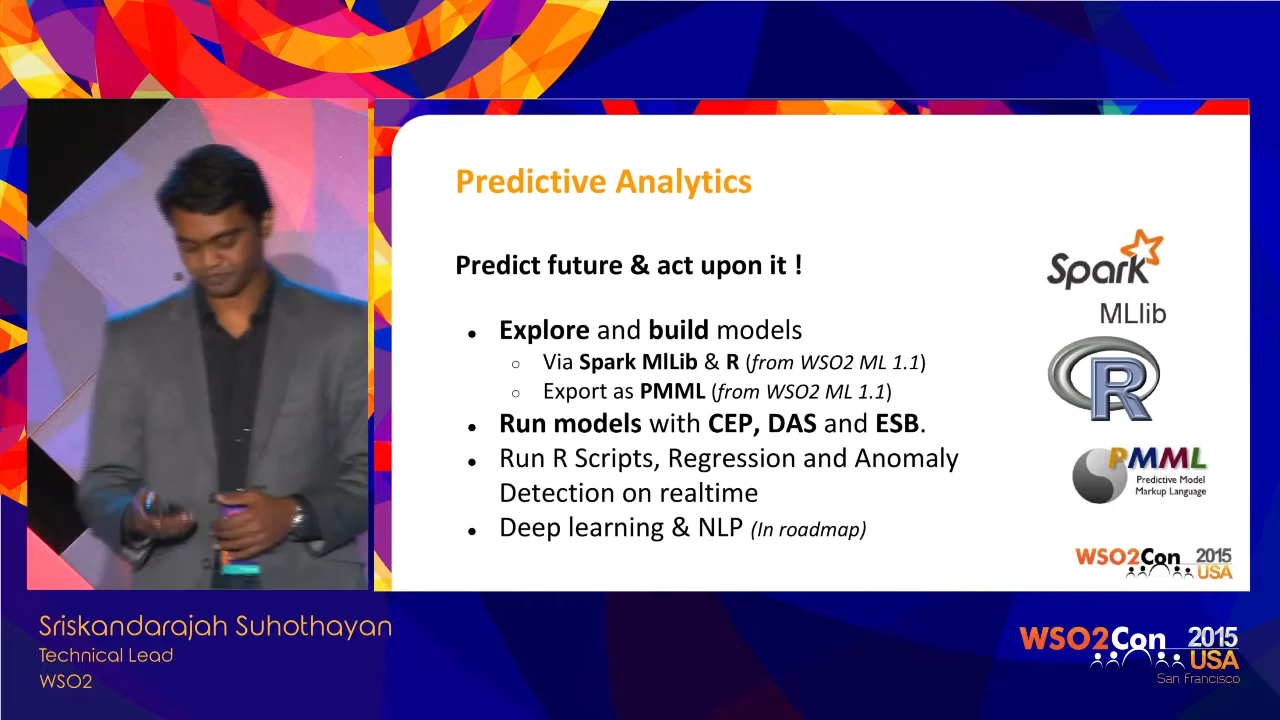 Predictive Analytics
Predict future & act upon it !
• Explore and build models
○ Via Spark MlLib & R (from WSO2 ML 1.1)
○ Export as PMML (from WSO2 ML 1.1)
• Run models with CEP, DAS and ESB.
• Run R Scripts, Regression and Anomaly
Detection on realtime
• Deep learning & NLP (In roadmap)
Spark
MLlib
R
PMML
Predictive Model
Markup Language
WSO2Con 2015
USA
Sriskandarajah Suhothayan
Technical Lead
WSO2
WSO2Con 2015
USA
San Francisco